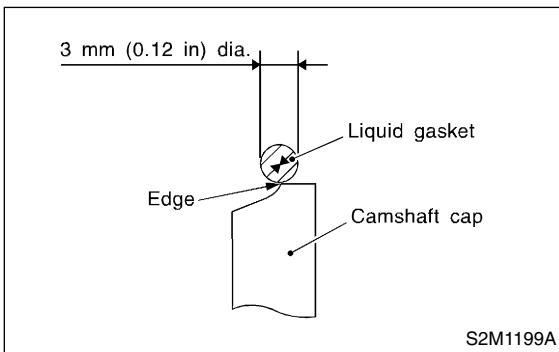 3 mm (0.12 in) dia.
Liquid gasket
Edge
Camshaft cap
S2M1199A